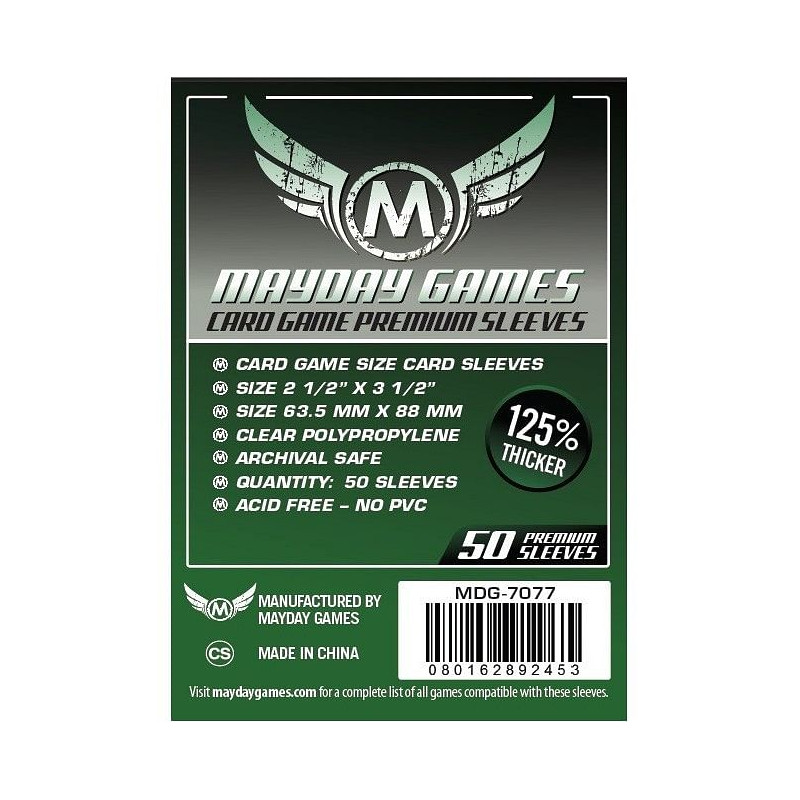 M
MAYDAY GAMES
CARD GAME PREMIUM SLEEVES
CARD GAME SIZE CARD SLEEVES
SIZE 2 1/2" X 3 1/2"
SIZE 63.5 MM X 88 MM
CLEAR POLYPROPYLENE
ARCHIVAL SAFE
QUANTITY: 50 SLEEVES
ACID FREE – NO PVC
125%
THICKER
50 PREMIUM
SLEEVES
M
MANUFACTURED BY
MAYDAY GAMES
CS
MADE IN CHINA
MDG-7077
080162892453
Visit maydaygames.com for a complete list of all games compatible with these sleeves.